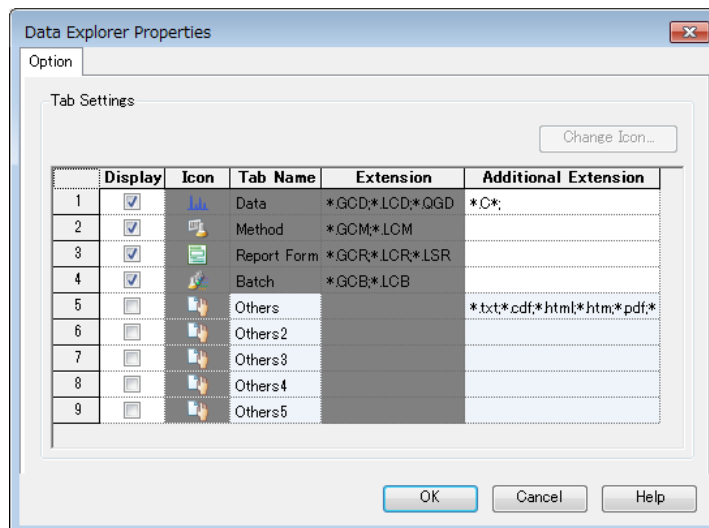 Data Explorer Properties
Option
Tab Settings
Change Icon...
Display Icon Tab Name Extension Additional Extension
1 Data *.GCD;*.LCD;*.QGD *.C*;
2 Method *.GCM;*.LCM
3 Report Form *.GCR;*.LCR;*.LSR
4 Batch *.GCB;*.LCB
5 Others *.txt;*.cdf;*.html;*.htm;*.pdf;*
6 Others2
7 Others3
8 Others4
9 Others5
OK Cancel Help